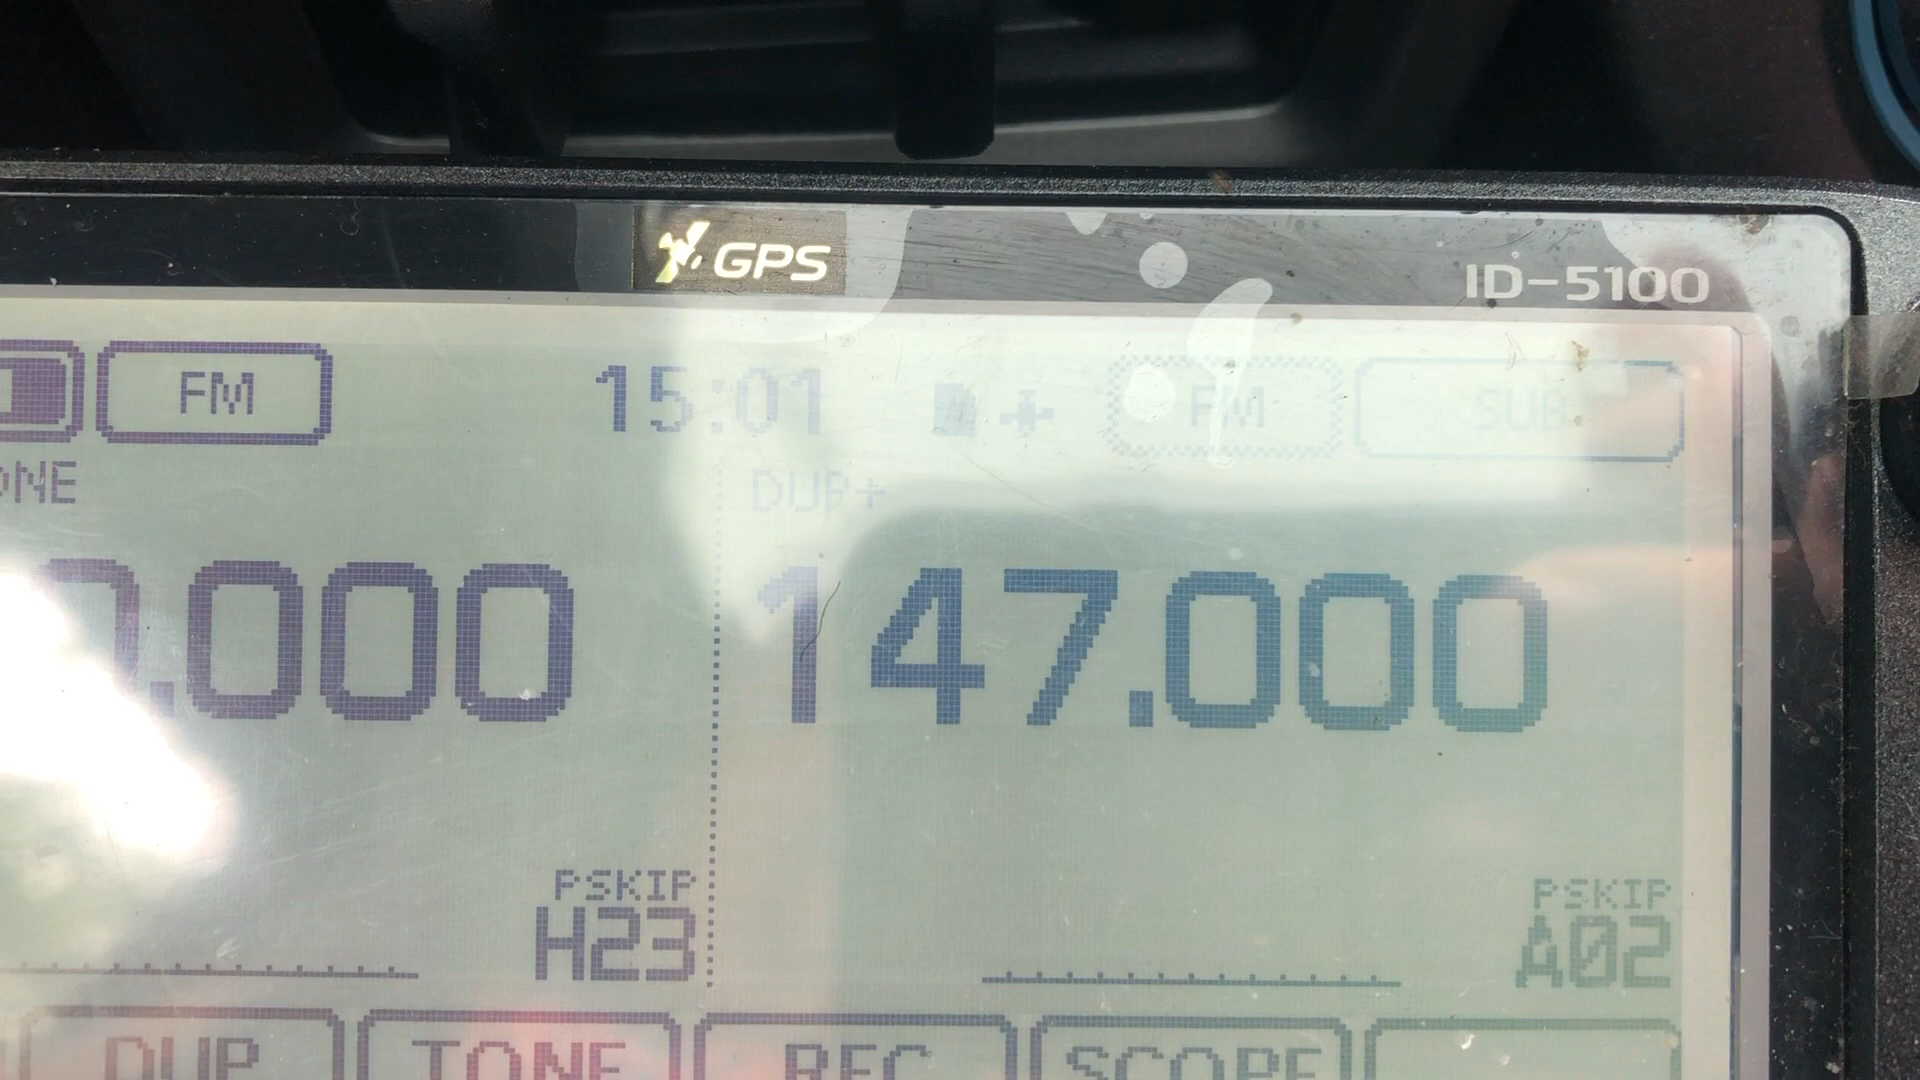 GPS
ID-5100
FM 15:01 FM SUB
DUP+
.000 147.000
PSKIP PSKIP
H23 A02
DUP TONE REC SCOPE